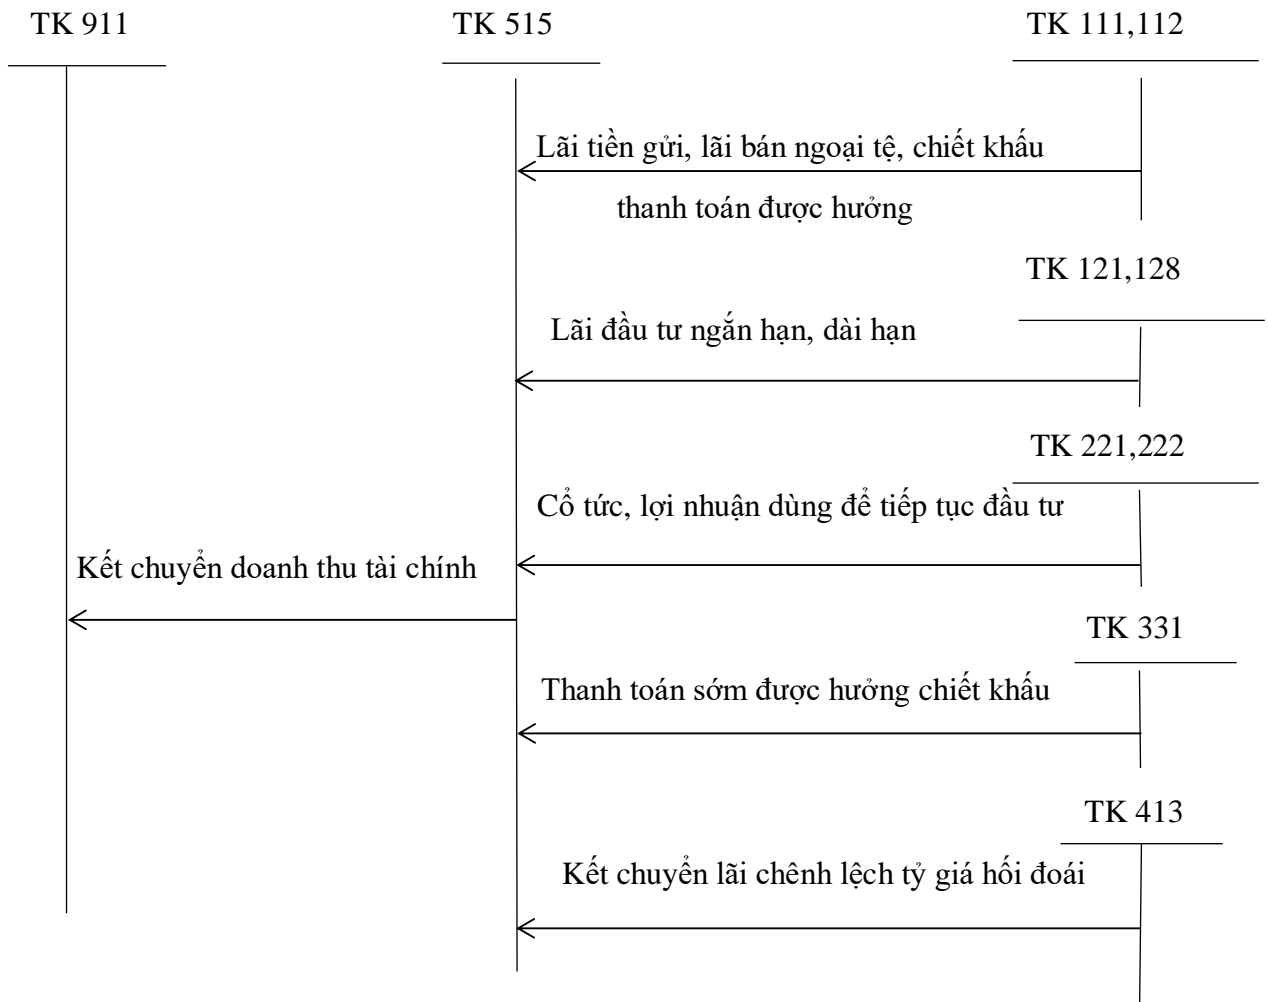 TK 911
TK 515
TK 111,112
Lãi tiền gửi, lãi bán ngoại tệ, chiết khấu
thanh toán được hưởng
TK 121,128
Lãi đầu tư ngắn hạn, dài hạn
TK 221,222
Cổ tức, lợi nhuận dùng để tiếp tục đầu tư
Kết chuyển doanh thu tài chính
TK 331
Thanh toán sớm được hưởng chiết khấu
TK 413
Kết chuyển lãi chênh lệch tỷ giá hối đoái